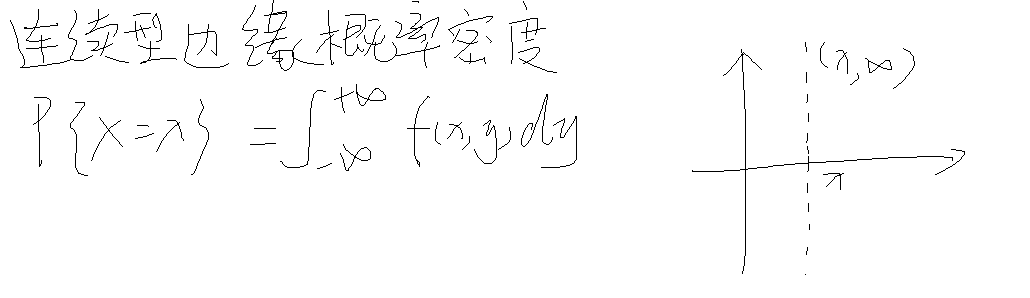 连续型边缘概率密度
P{X=x} = ∫_{-∞}^{+∞} f(x,y)dy
(x,∞)
x